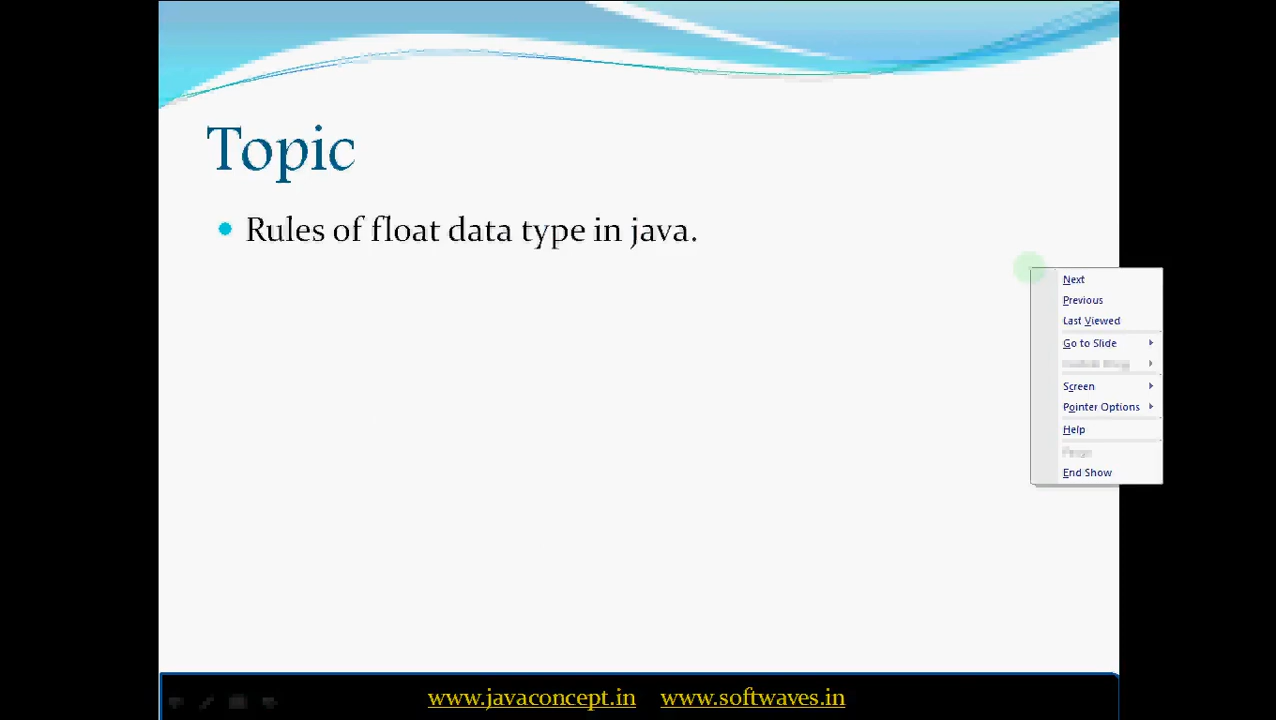 Topic
Rules of float data type in java.
Next
Previous
Last Viewed
Go to Slide
Screen
Pointer Options
Help
End Show
www.javaconcept.in www.softwaves.in